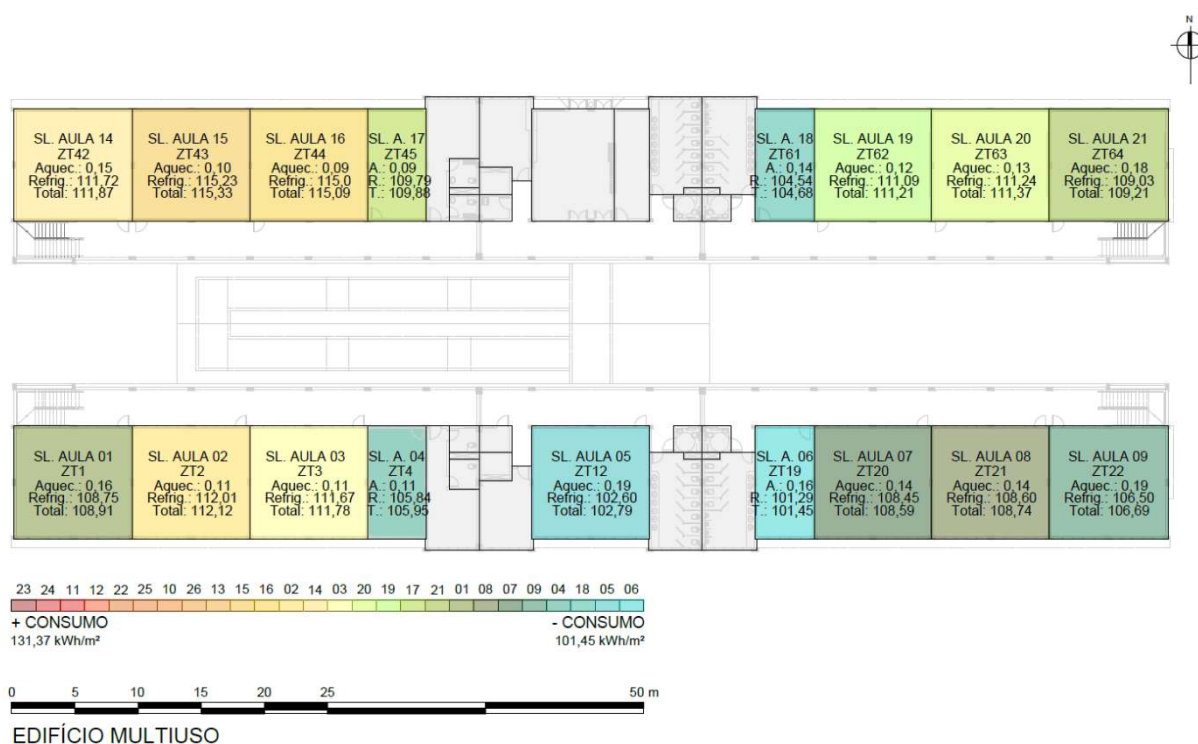 N
SL. AULA 14
ZT42
Aquec.: 0,15
Refrig.: 111,72
Total: 111,87
SL. AULA 15
ZT43
Aquec.: 0,10
Refrig.: 115,23
Total: 115,33
SL. AULA 16
ZT44
Aquec.: 0,09
Refrig.: 115,0
Total: 115,09
SL. A. 17
ZT45
A.: 0,09
R.: 109,79
T.: 109,88
SL. A. 18
ZT61
A.: 0,14
R.: 104,54
T.: 104,68
SL. AULA 19
ZT62
Aquec.: 0,12
Refrig.: 111,09
Total: 111,21
SL. AULA 20
ZT63
Aquec.: 0,13
Refrig.: 111,24
Total: 111,37
SL. AULA 21
ZT64
Aquec.: 0,18
Refrig.: 109,03
Total: 109,21
SL. AULA 01
ZT1
Aquec.: 0,16
Refrig.: 108,75
Total: 108,91
SL. AULA 02
ZT2
Aquec.: 0,11
Refrig.: 112,01
Total: 112,12
SL. AULA 03
ZT3
Aquec.: 0,11
Refrig.: 111,67
Total: 111,78
SL. A. 04
ZT4
A.: 0,11
R.: 105,84
T.: 105,95
SL. AULA 05
ZT12
Aquec.: 0,19
Refrig.: 102,60
Total: 102,79
SL. A. 06
ZT19
A.: 0,16
R.: 101,29
T.: 101,45
SL. AULA 07
ZT20
Aquec.: 0,14
Refrig.: 108,45
Total: 108,59
SL. AULA 08
ZT21
Aquec.: 0,14
Refrig.: 108,60
Total: 108,74
SL. AULA 09
ZT22
Aquec.: 0,19
Refrig.: 106,50
Total: 106,69
23 24 11 12 22 25 10 26 13 15 16 02 14 03 20 19 17 21 01 08 07 09 04 18 05 06
+ CONSUMO - CONSUMO
131,37 kWh/m² 101,45 kWh/m²
0 5 10 15 20 25 50 m
EDIFÍCIO MULTIUSO